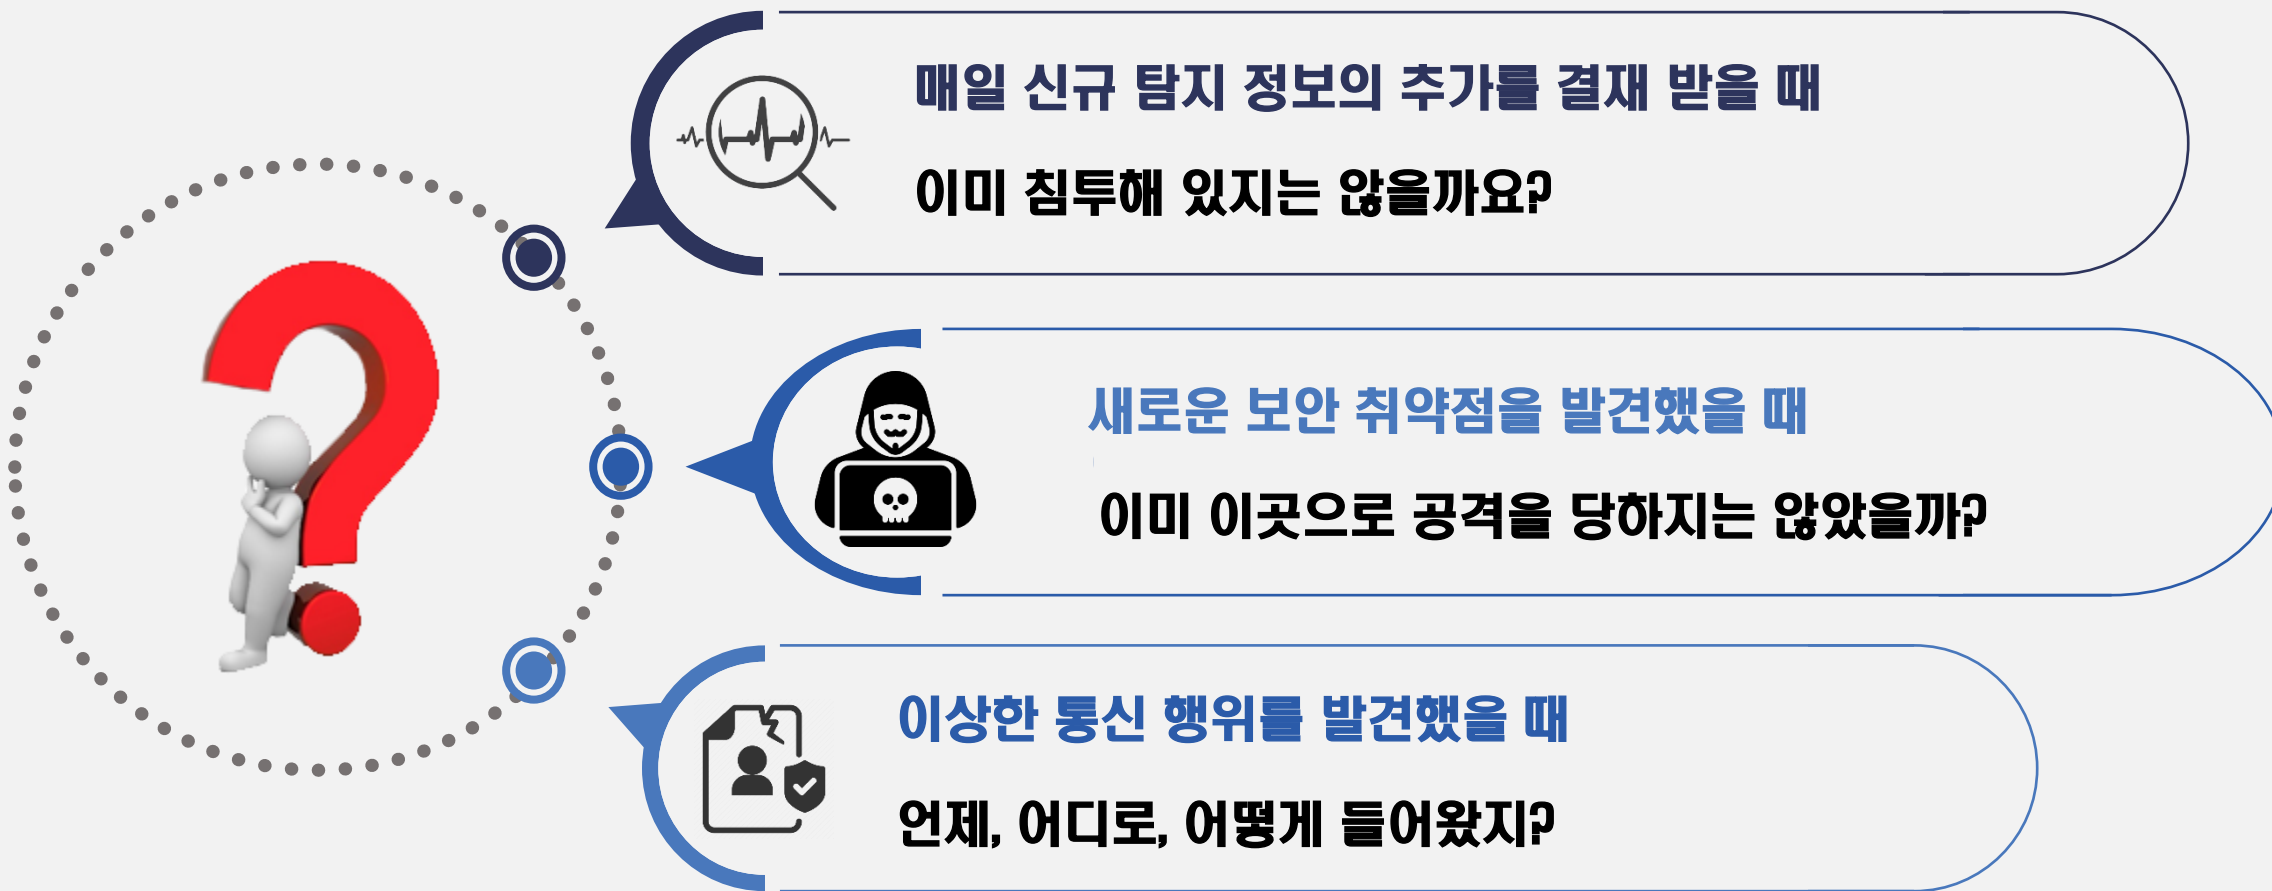 매일 신규 탐지 정보의 추가를 결재 받을 때
이미 침투해 있지는 않을까요?
새로운 보안 취약점을 발견했을 때
이미 이곳으로 공격을 당하지는 않았을까?
이상한 통신 행위를 발견했을 때
언제, 어디로, 어떻게 들어왔지?